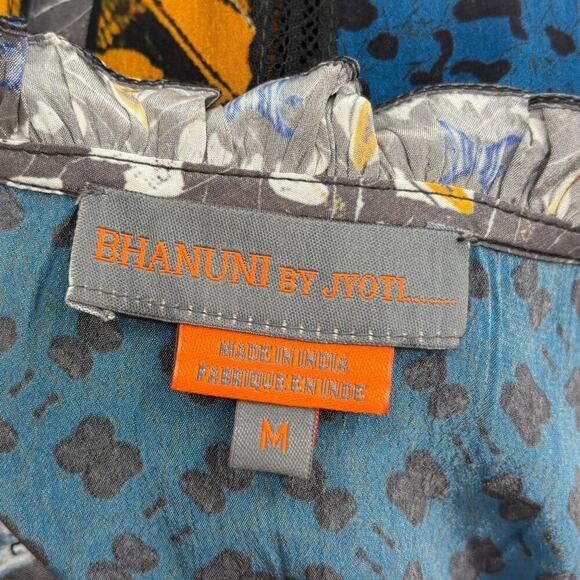 BHANUNI BY JYOTI.......
MADE IN INDIA
FABRIQUE EN INDE
M